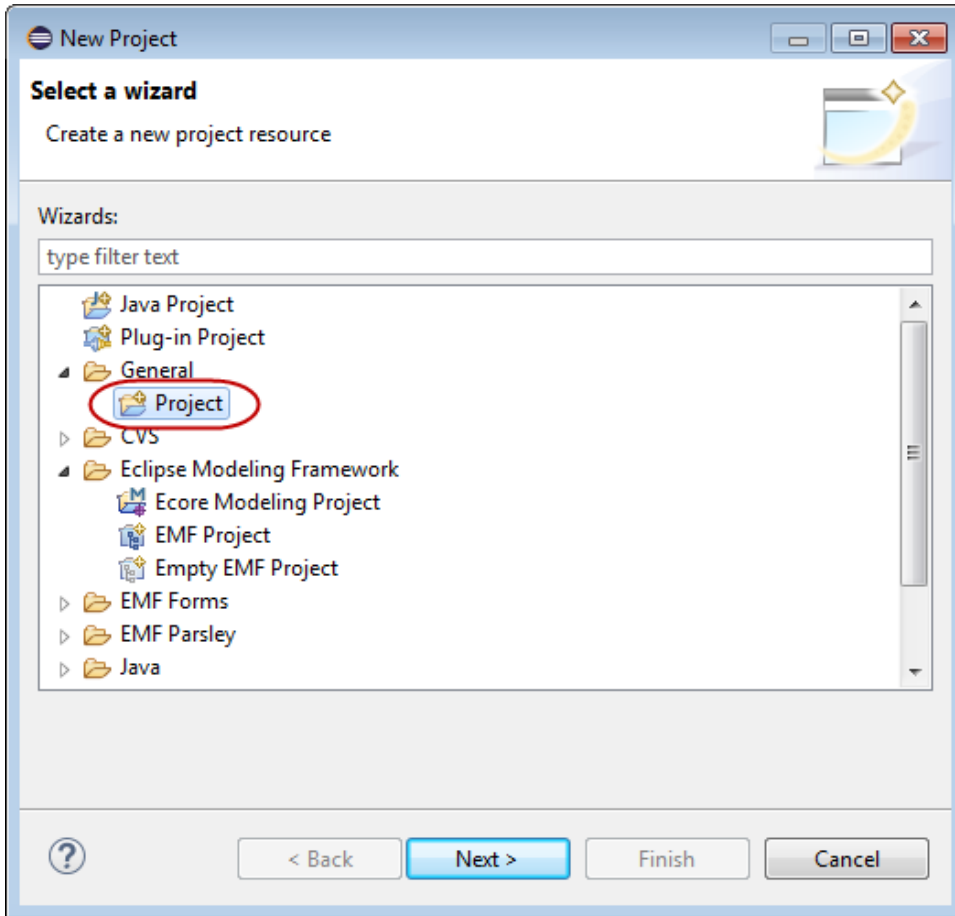 New Project
Select a wizard
Create a new project resource
Wizards:
type filter text
Java Project
Plug-in Project
General
Project
CVS
Eclipse Modeling Framework
Ecore Modeling Project
EMF Project
Empty EMF Project
EMF Forms
EMF Parsley
Java
? < Back Next > Finish Cancel